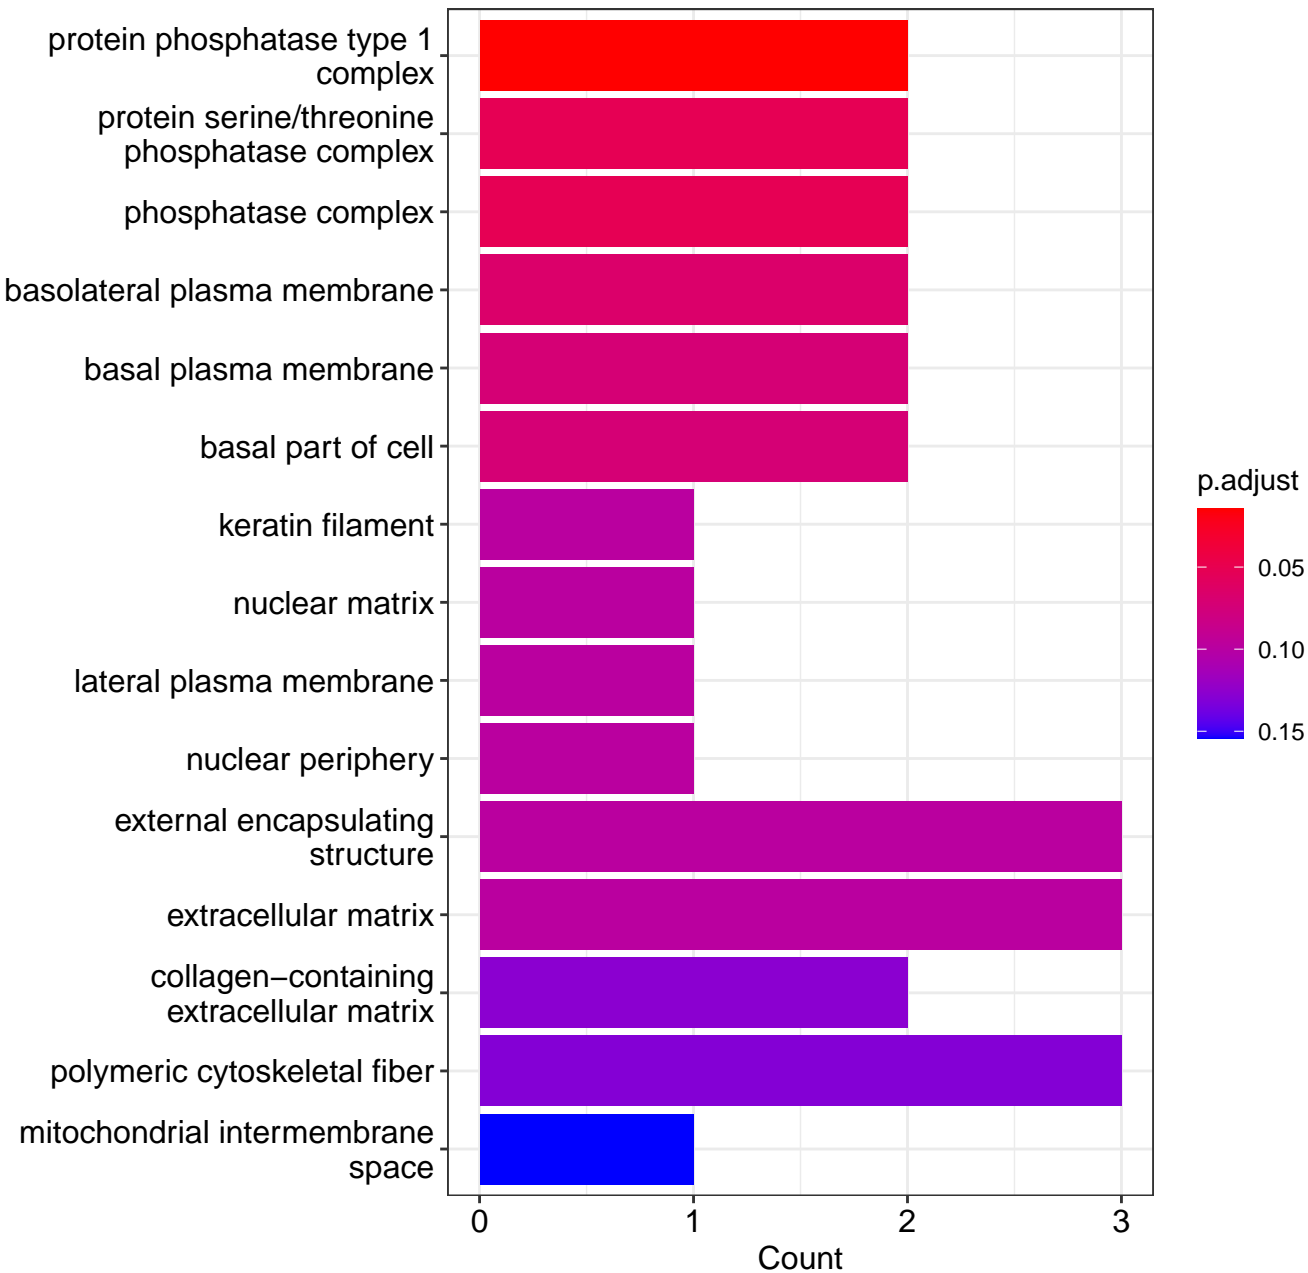 protein phosphatase type 1
complex
protein serine/threonine
phosphatase complex
phosphatase complex
basolateral plasma membrane
basal plasma membrane
basal part of cell
keratin filament
nuclear matrix
lateral plasma membrane
nuclear periphery
external encapsulating
structure
extracellular matrix
collagen−containing
extracellular matrix
polymeric cytoskeletal fiber
mitochondrial intermembrane
space
0 1 2 3
Count
p.adjust
0.05
0.10
0.15